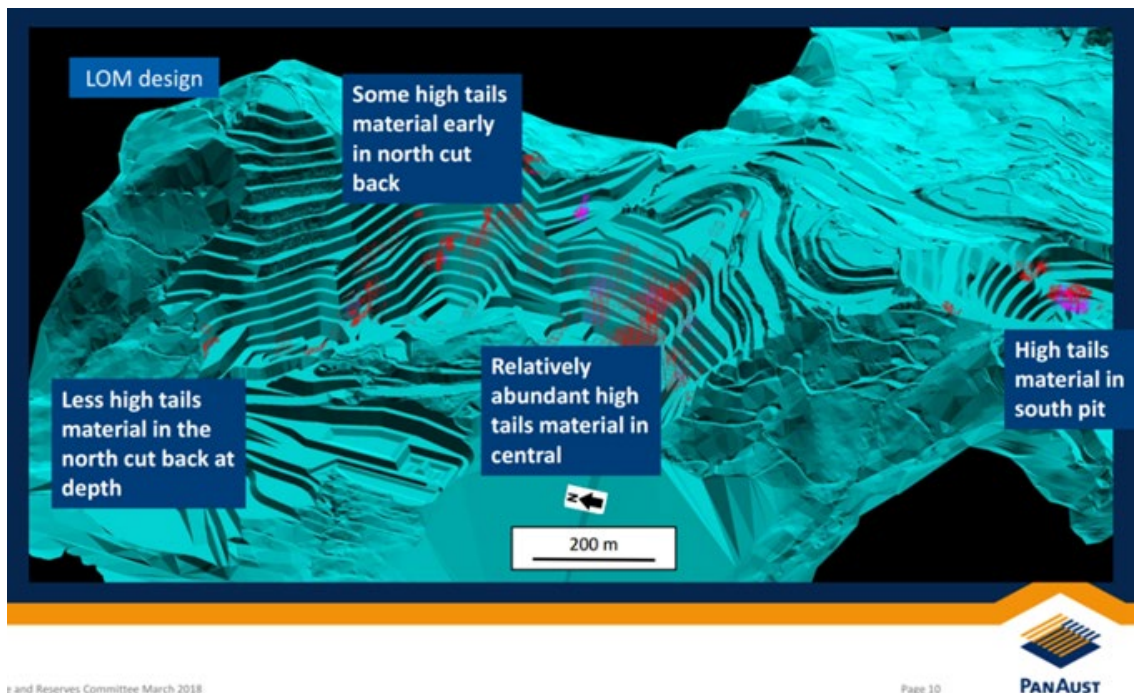 LOM design
Some high tails
material early
in north cut
back
Less high tails
material in the
north cut back at
depth
Relatively
abundant high
tails material in
central
High tails
material in
south pit
N
200 m
e and Reserves Committee March 2018
Page 10
PANAUST